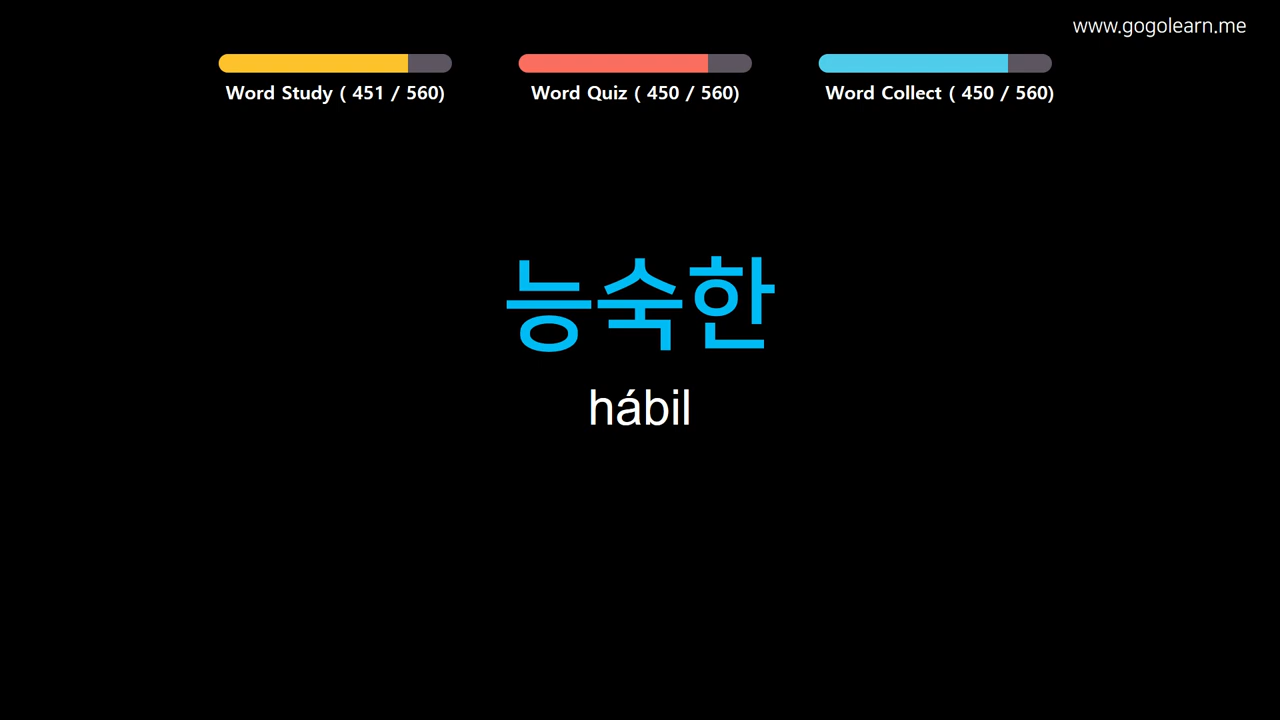 www.gogolearn.me
Word Study ( 451 / 560)
Word Quiz ( 450 / 560)
Word Collect ( 450 / 560)
능숙한
hábil